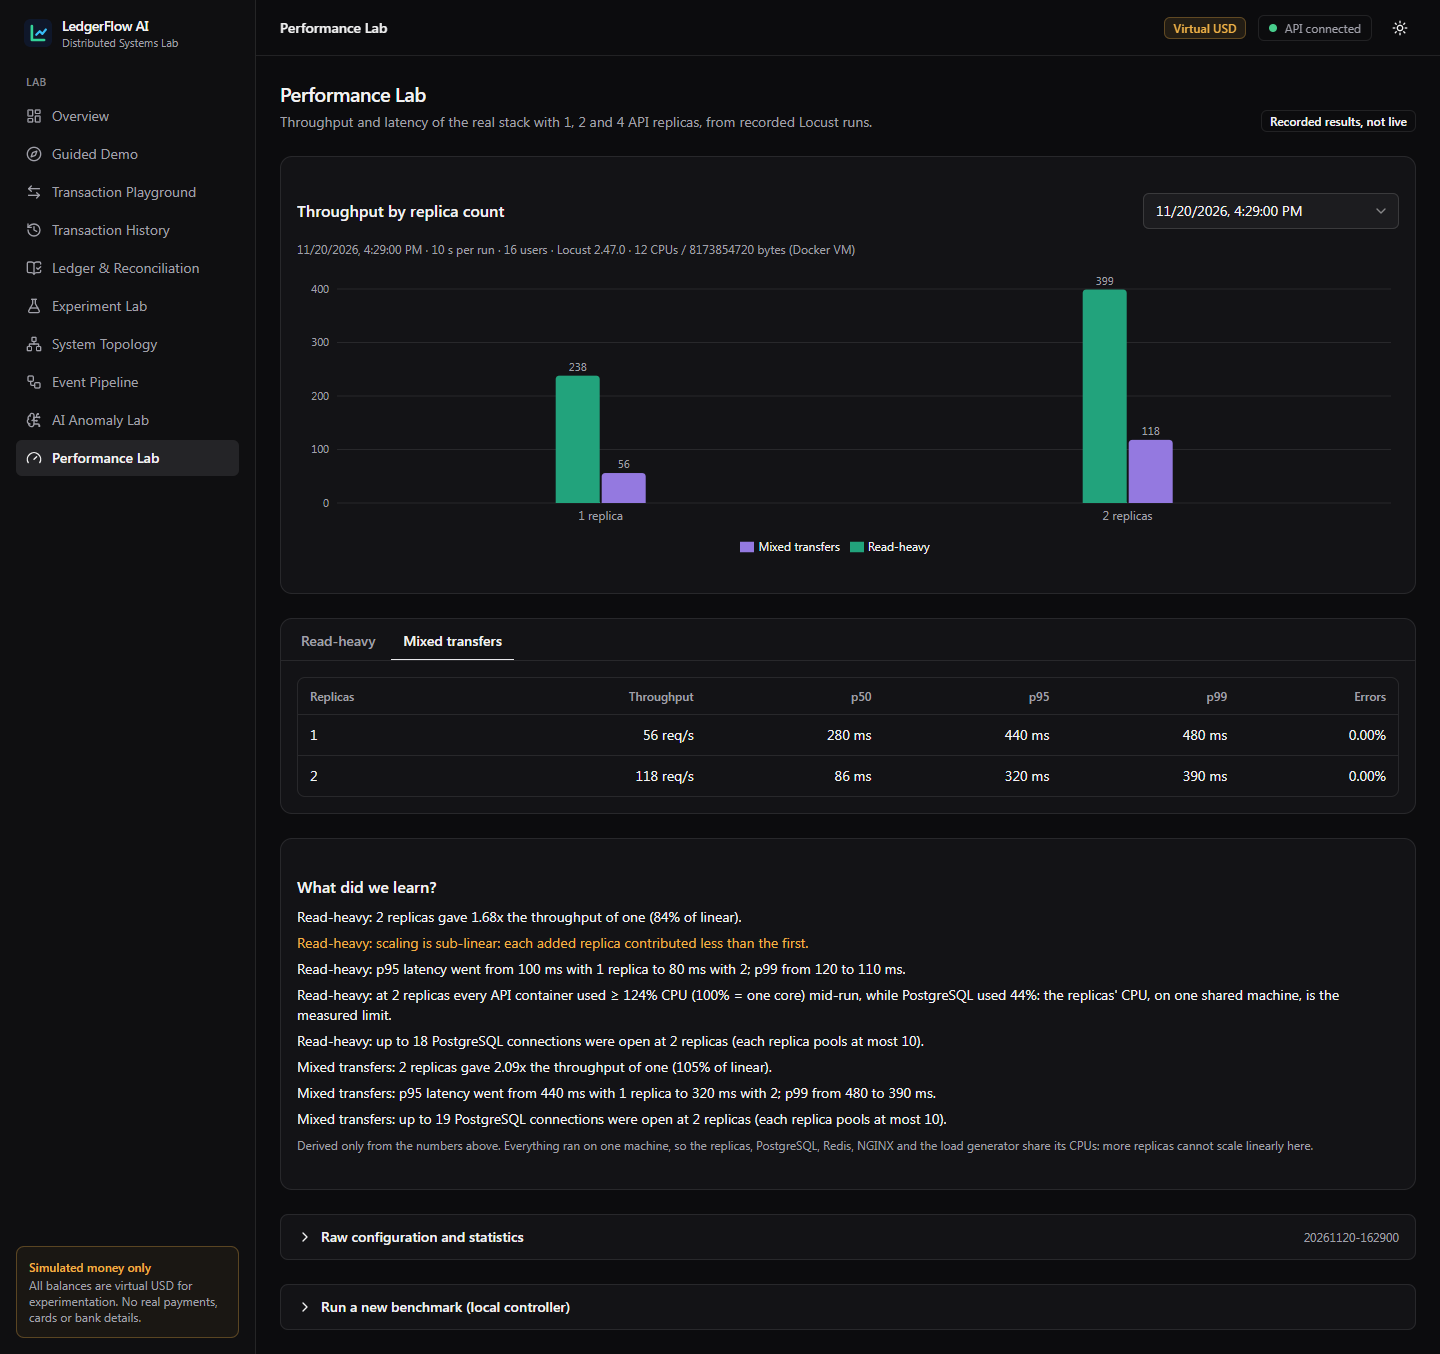 LedgerFlow AI
Distributed Systems Lab
LAB
Overview
Guided Demo
Transaction Playground
Transaction History
Ledger & Reconciliation
Experiment Lab
System Topology
Event Pipeline
AI Anomaly Lab
Performance Lab
Simulated money only
All balances are virtual USD for
experimentation. No real payments,
cards or bank details.
Performance Lab
Virtual USD
API connected
Performance Lab
Throughput and latency of the real stack with 1, 2 and 4 API replicas, from recorded Locust runs.
Recorded results, not live
Throughput by replica count
11/20/2026, 4:29:00 PM
11/20/2026, 4:29:00 PM · 10 s per run · 16 users · Locust 2.47.0 · 12 CPUs / 8173854720 bytes (Docker VM)
400
300
200
100
0
238
56
399
118
1 replica
2 replicas
Mixed transfers
Read-heavy
Read-heavy
Mixed transfers
Replicas Throughput p50 p95 p99 Errors
1 56 req/s 280 ms 440 ms 480 ms 0.00%
2 118 req/s 86 ms 320 ms 390 ms 0.00%
What did we learn?
Read-heavy: 2 replicas gave 1.68x the throughput of one (84% of linear).
Read-heavy: scaling is sub-linear: each added replica contributed less than the first.
Read-heavy: p95 latency went from 100 ms with 1 replica to 80 ms with 2; p99 from 120 to 110 ms.
Read-heavy: at 2 replicas every API container used ≥ 124% CPU (100% = one core) mid-run, while PostgreSQL used 44%: the replicas' CPU, on one shared machine, is the
measured limit.
Read-heavy: up to 18 PostgreSQL connections were open at 2 replicas (each replica pools at most 10).
Mixed transfers: 2 replicas gave 2.09x the throughput of one (105% of linear).
Mixed transfers: p95 latency went from 440 ms with 1 replica to 320 ms with 2; p99 from 480 to 390 ms.
Mixed transfers: up to 19 PostgreSQL connections were open at 2 replicas (each replica pools at most 10).
Derived only from the numbers above. Everything ran on one machine, so the replicas, PostgreSQL, Redis, NGINX and the load generator share its CPUs: more replicas cannot scale linearly here.
Raw configuration and statistics
20261120-162900
Run a new benchmark (local controller)